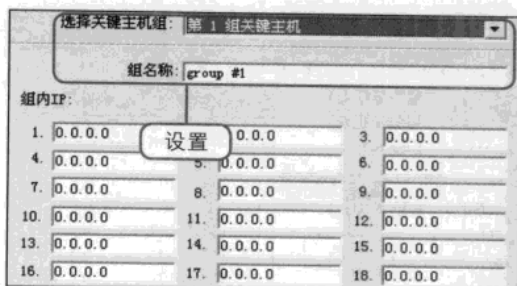 选择关键主机组: 第 1 组关键主机
组名称: group #1
组内IP:
1. 0.0.0.0 设置 0.0.0 3. 0.0.0.0
4. 0.0.0.0 5. 0.0.0.0 6. 0.0.0.0
7. 0.0.0.0 8. 0.0.0.0 9. 0.0.0.0
10. 0.0.0.0 11. 0.0.0.0 12. 0.0.0.0
13. 0.0.0.0 14. 0.0.0.0 15. 0.0.0.0
16. 0.0.0.0 17. 0.0.0.0 18. 0.0.0.0